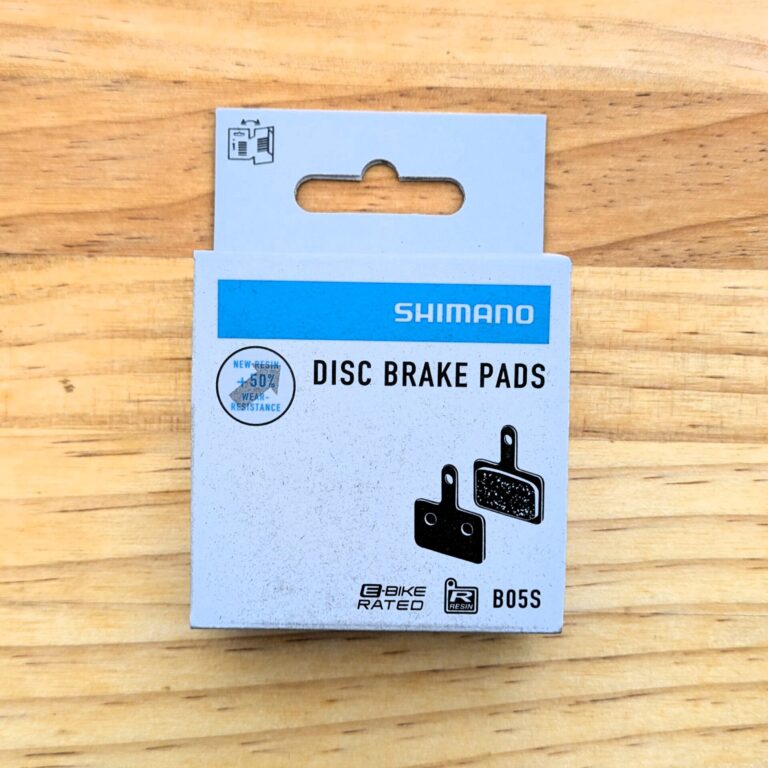 SHIMANO
NEW RESIN
+50%
WEAR-
RESISTANCE
DISC BRAKE PADS
E-BIKE
RATED
R
RESIN
B05S